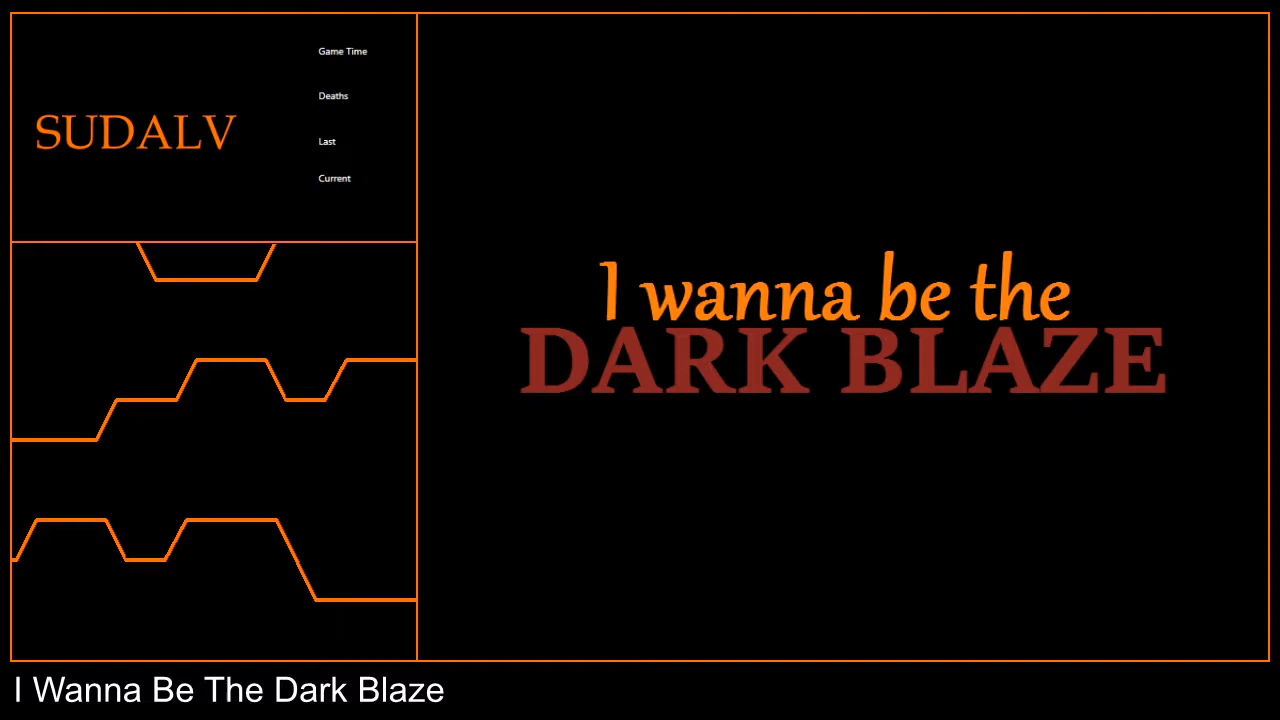 Game Time
Deaths
SUDALV
Last
Current
I wanna be the
DARK BLAZE
I Wanna Be The Dark Blaze